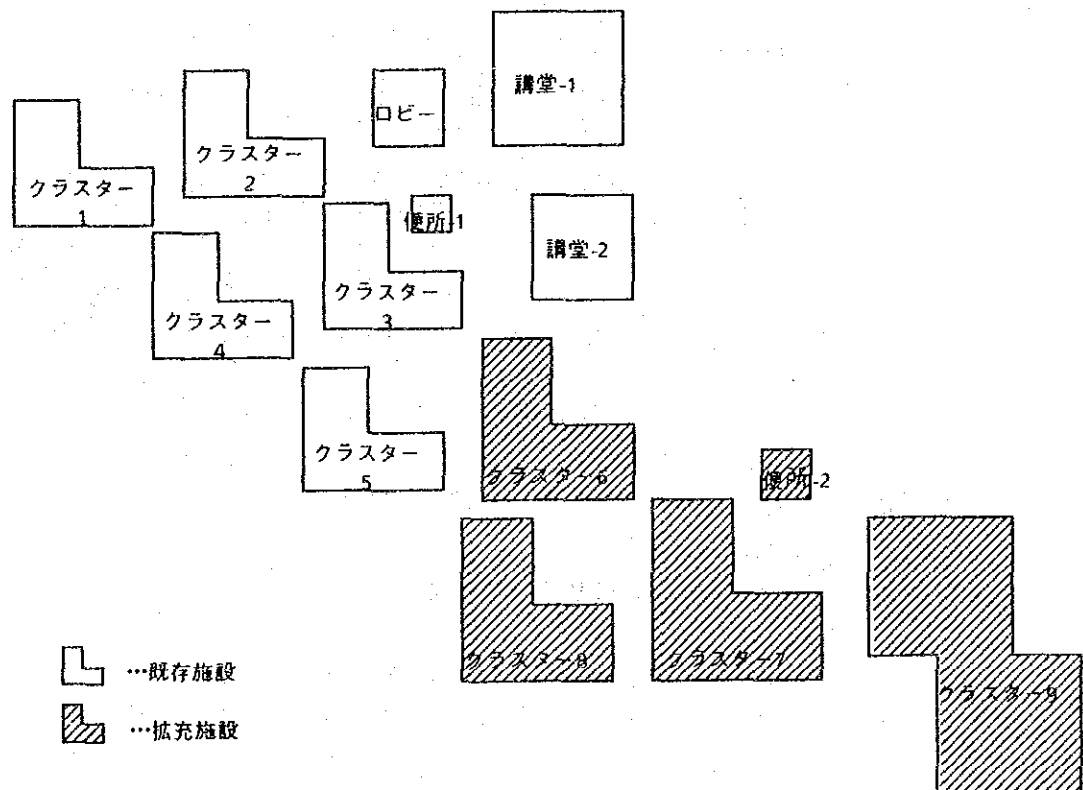 講堂-1
ロビー
クラスター
2
クラスター
1
便所-1
講堂-2
クラスター
3
クラスター
4
クラスター
5
クラスター6
便所-2
クラスター8
クラスター7
クラスター9
…既存施設
…拡充施設